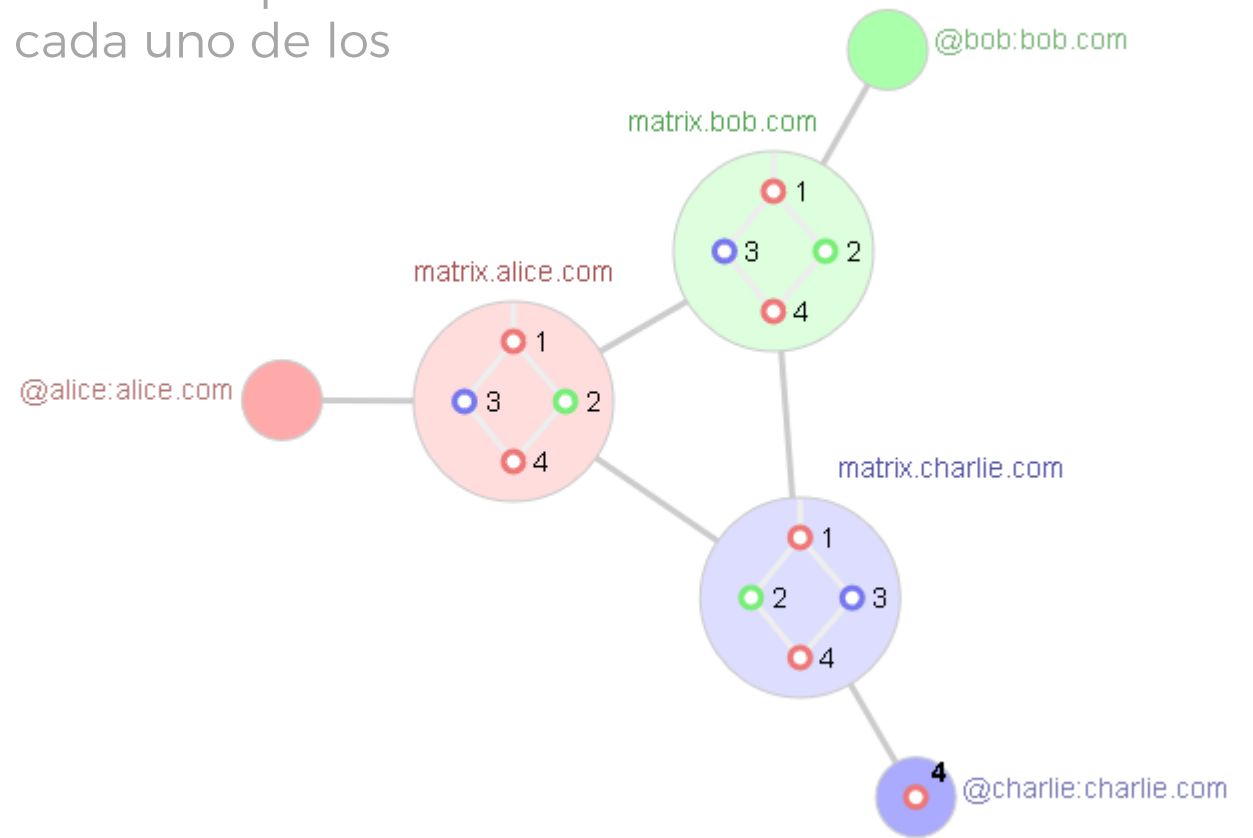 cada uno de los
@bob:bob.com
matrix.bob.com
1
3
2
4
matrix.alice.com
1
3
2
4
@alice:alice.com
matrix.charlie.com
1
2
3
4
4
@charlie:charlie.com